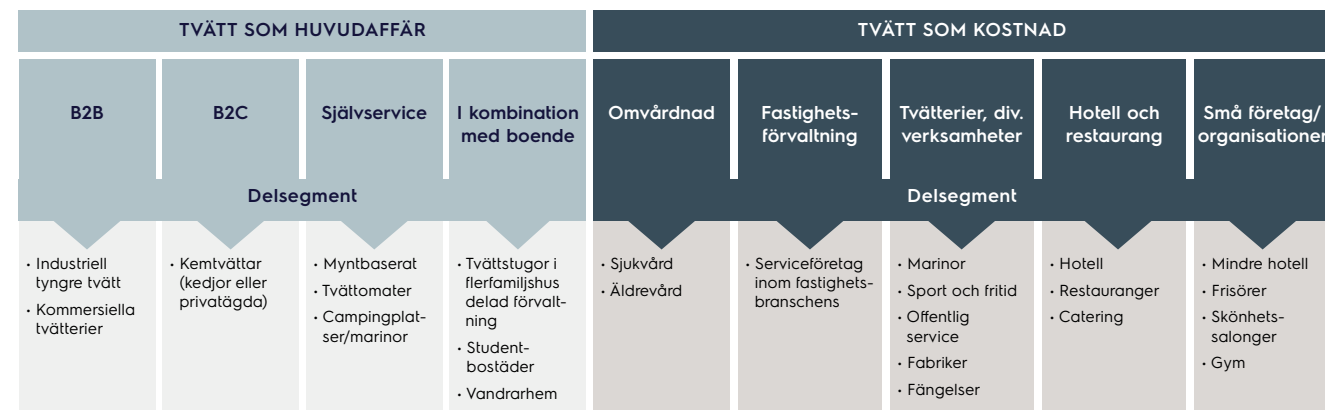 TVÄTT SOM HUVUDAFFÄR
TVÄTT SOM KOSTNAD
B2B
B2C
Självservice
I kombination
med boende
Omvårdnad
Fastighets-
förvaltning
Tvätterier, div.
verksamheter
Hotell och
restaurang
Små företag/
organisationer
Delsegment
Delsegment
· Industriell
tyngre tvätt
· Kommersiella
tvätterier
· Kemtvättar
(kedjor eller
privatägda)
· Myntbaserat
· Tvättomater
· Campingplat-
ser/marinor
· Tvättstugor i
flerfamiljshus
delad förvalt-
ning
· Student-
bostäder
· Vandrarhem
· Sjukvård
· Äldrevård
· Serviceföretag
inom fastighets-
branschens
· Marinor
· Sport och fritid
· Offentlig
service
· Fabriker
· Fängelser
· Hotell
· Restauranger
· Catering
· Mindre hotell
· Frisörer
· Skönhets-
salonger
· Gym